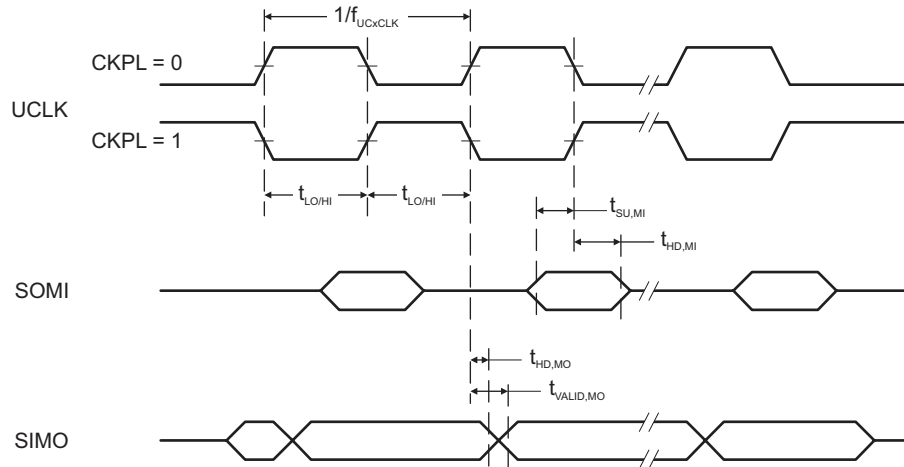 1/fUCxCLK
CKPL = 0
UCLK
CKPL = 1
tLO/HI tLO/HI
tSU,MI
tHD,MI
SOMI
tHD,MO
tVALID,MO
SIMO